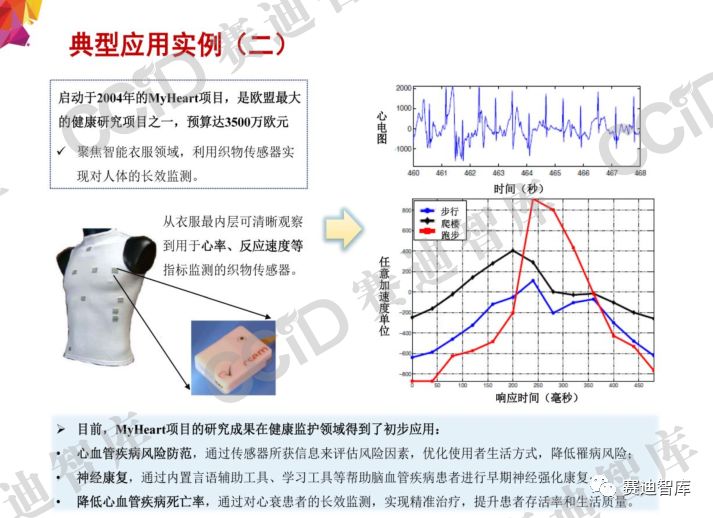 典型应用实例（二）
启动于2004年的MyHeart项目，是欧盟最大
的健康研究项目之一，预算达3500万欧元
✓ 聚焦智能衣服领域，利用织物传感器实
现对人体的长效监测。
从衣服最内层可清晰观察
到用于心率、反应速度等
指标监测的织物传感器。
心电图
2000
1000
0
-1000
460 461 462 463 464 465 466 467 468
时间（秒）
步行
爬楼
跑步
任意加速度单位
800
600
400
200
0
-200
-400
-600
-800
0 50 100 150 200 250 300 350 400 450
响应时间（毫秒）
➢ 目前，MyHeart项目的研究成果在健康监护领域得到了初步应用：
• 心血管疾病风险防范，通过传感器所获信息来评估风险因素，优化使用者生活方式，降低罹病风险；
• 神经康复，通过内置言语辅助工具、学习工具等帮助脑血管疾病患者进行早期神经强化康复
• 降低心血管疾病死亡率，通过对心衰患者的长效监测，实现精准治疗，提升患者存活率和生活质量。
CCID 赛迪智库
赛迪智库